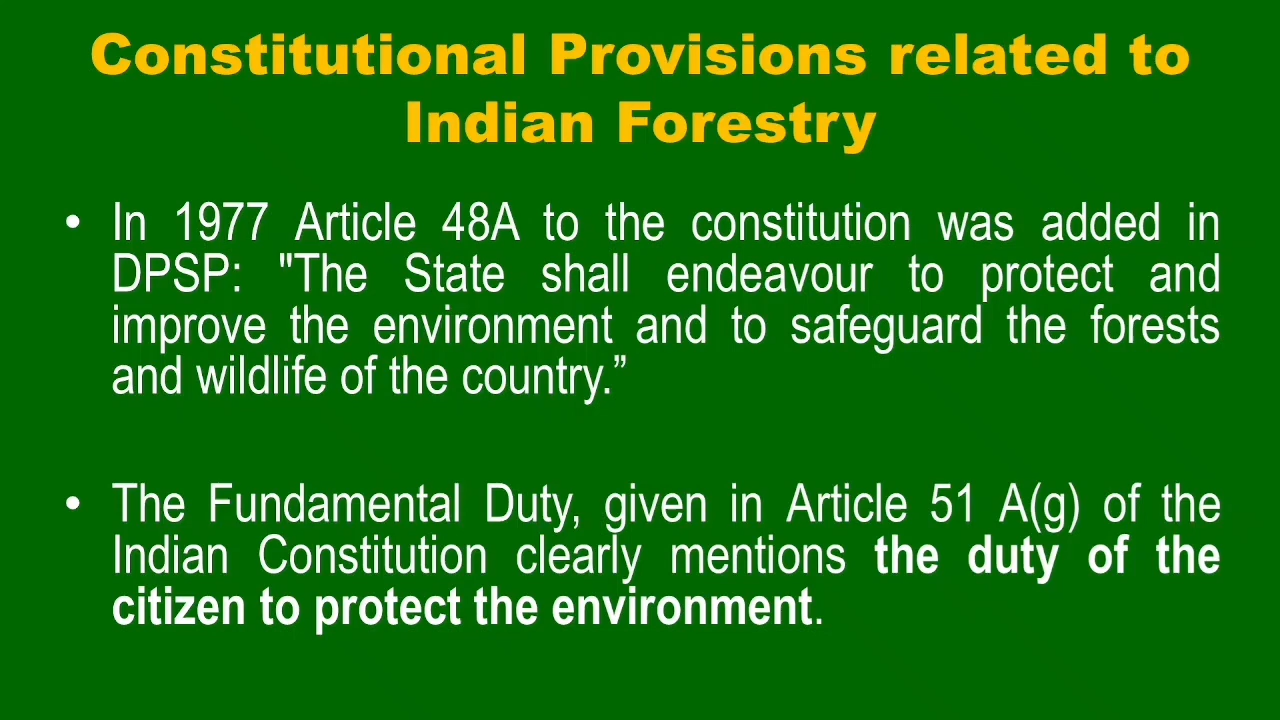 Constitutional Provisions related to
Indian Forestry
• In 1977 Article 48A to the constitution was added in
DPSP: "The State shall endeavour to protect and
improve the environment and to safeguard the forests
and wildlife of the country.”
• The Fundamental Duty, given in Article 51 A(g) of the
Indian Constitution clearly mentions the duty of the
citizen to protect the environment.